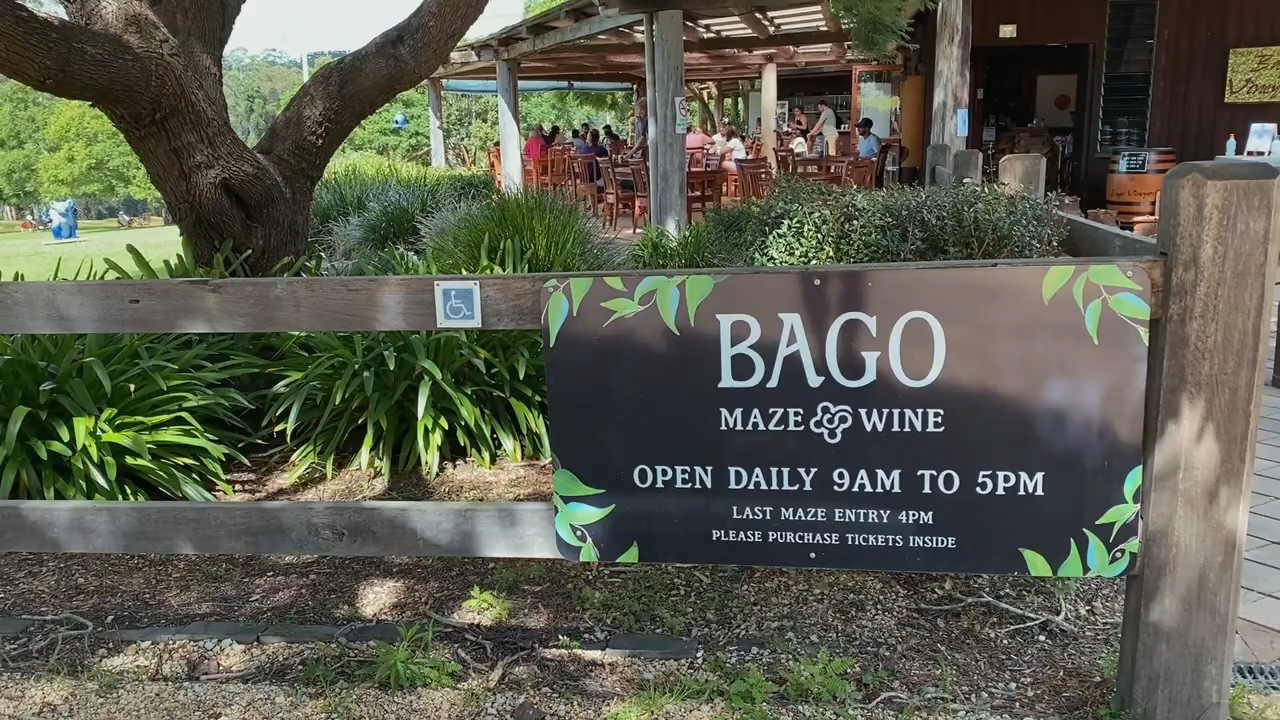 BAGO
MAZE & WINE
OPEN DAILY 9AM TO 5PM
LAST MAZE ENTRY 4PM
PLEASE PURCHASE TICKETS INSIDE